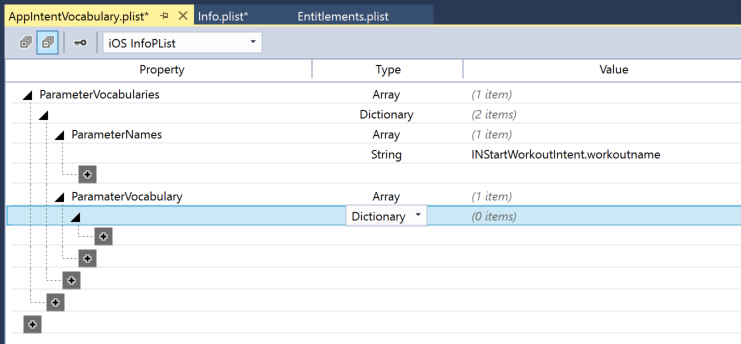 AppIntentVocabulary.plist* Info.plist* Entitlements.plist
iOS InfoPList
Property Type Value
ParameterVocabularies Array (1 item)
Dictionary (2 items)
ParameterNames Array (1 item)
String INStartWorkoutIntent.workoutname
ParamaterVocabulary Array (1 item)
Dictionary (0 items)